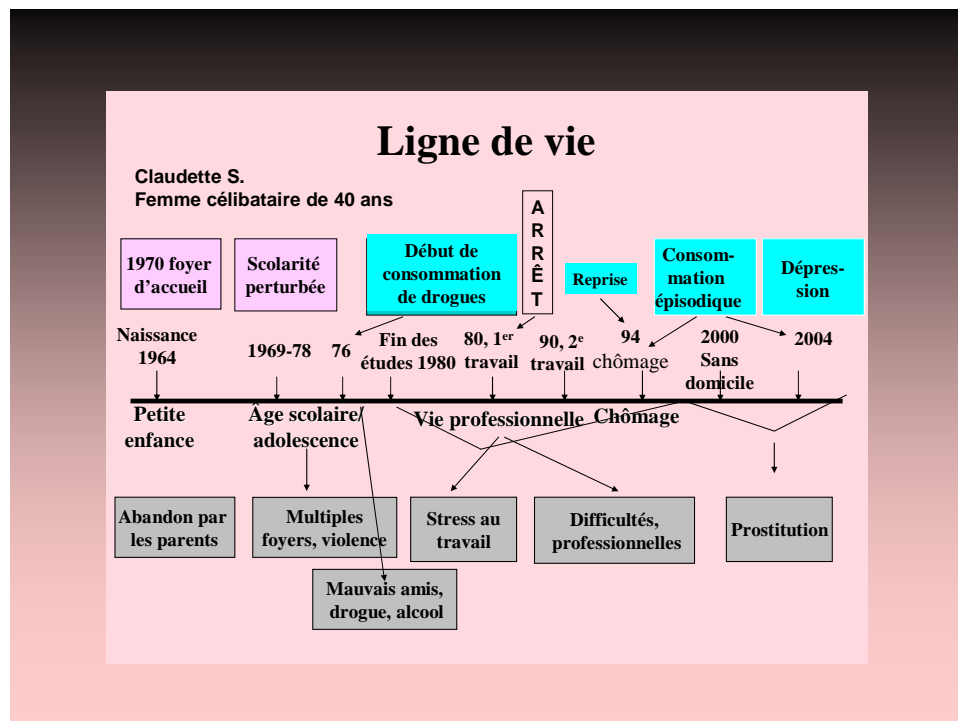 Ligne de vie
Claudette S.
Femme célibataire de 40 ans
A
R
R
Ê
T
1970 foyer
d'accueil
Scolarité
perturbée
Début de
consommation
de drogues
Reprise
Consom-
mation
épisodique
Dépres-
sion
Naissance
1964
1969-78
76
Fin des
études 1980
80, 1er
travail
90, 2e
travail
94
chômage
2000
Sans
domicile
2004
Petite
enfance
Âge scolaire/
adolescence
Vie professionnelle
Chômage
Abandon par
les parents
Multiples
foyers, violence
Stress au
travail
Difficultés,
professionnelles
Prostitution
Mauvais amis,
drogue, alcool